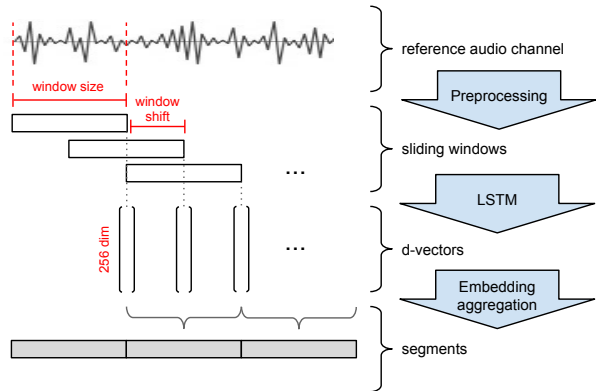 reference audio channel
window size
window
shift
Preprocessing
sliding windows
...
LSTM
256 dim
...
d-vectors
Embedding
aggregation
segments